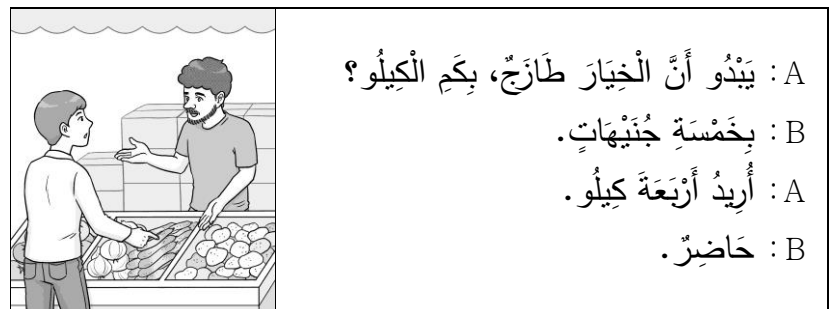 A : يَبْدُو أَنَّ الْخِيَارَ طَازَجٌ، بِكَمِ الْكِيلُو؟
B : بِخَمْسَةِ جُنَيْهَاتٍ.
A : أُرِيدُ أَرْبَعَةَ كِيلُو.
B : حَاضِرٌ.